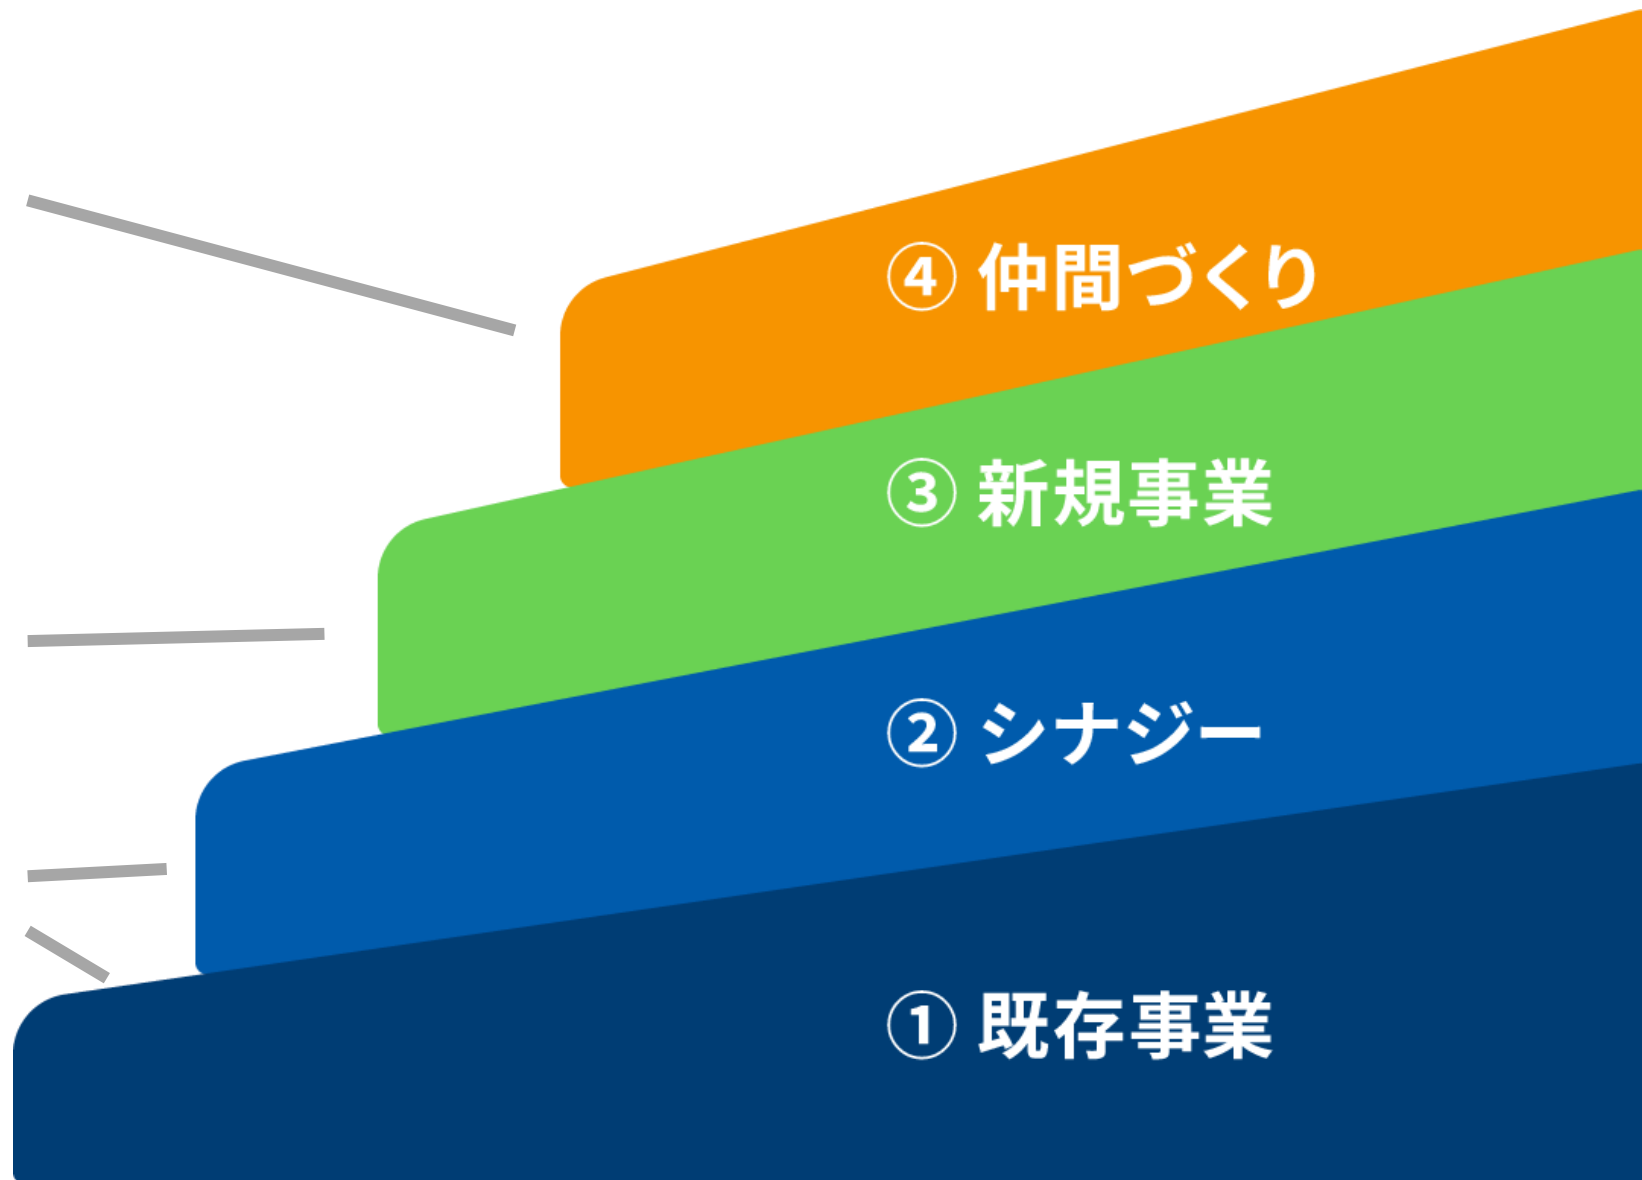 ④ 仲間づくり
③ 新規事業
② シナジー
① 既存事業